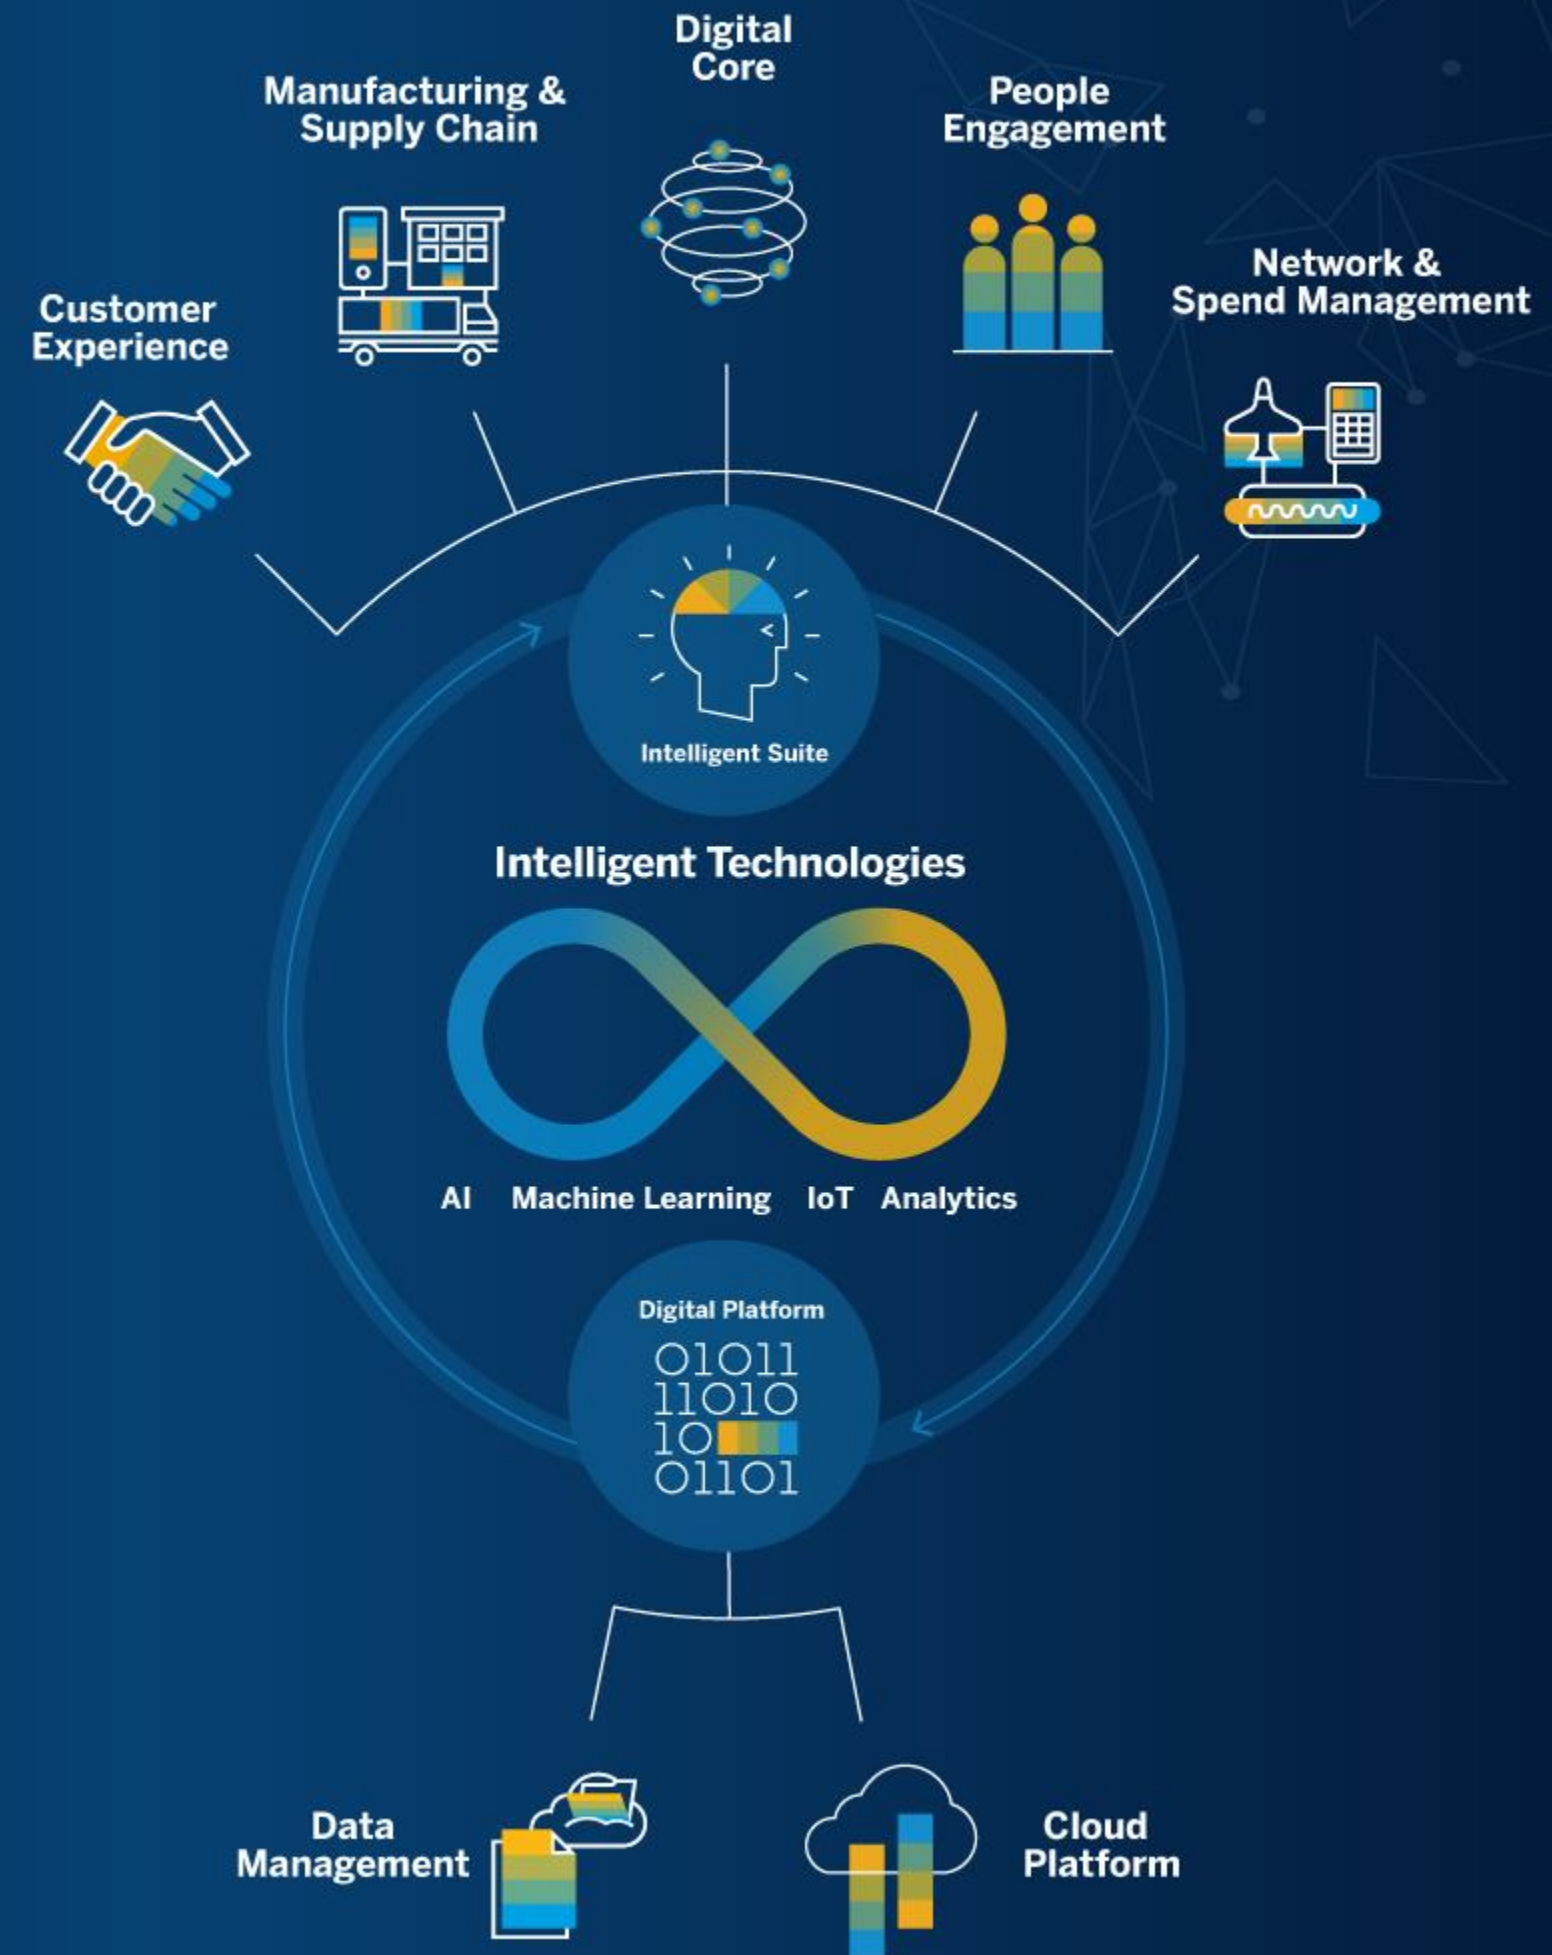 Digital
Core
Manufacturing &
Supply Chain
People
Engagement
Network &
Spend Management
Customer
Experience
Intelligent Suite
Intelligent Technologies
AI Machine Learning IoT Analytics
Digital Platform
01011
11010
10
01101
Data
Management
Cloud
Platform